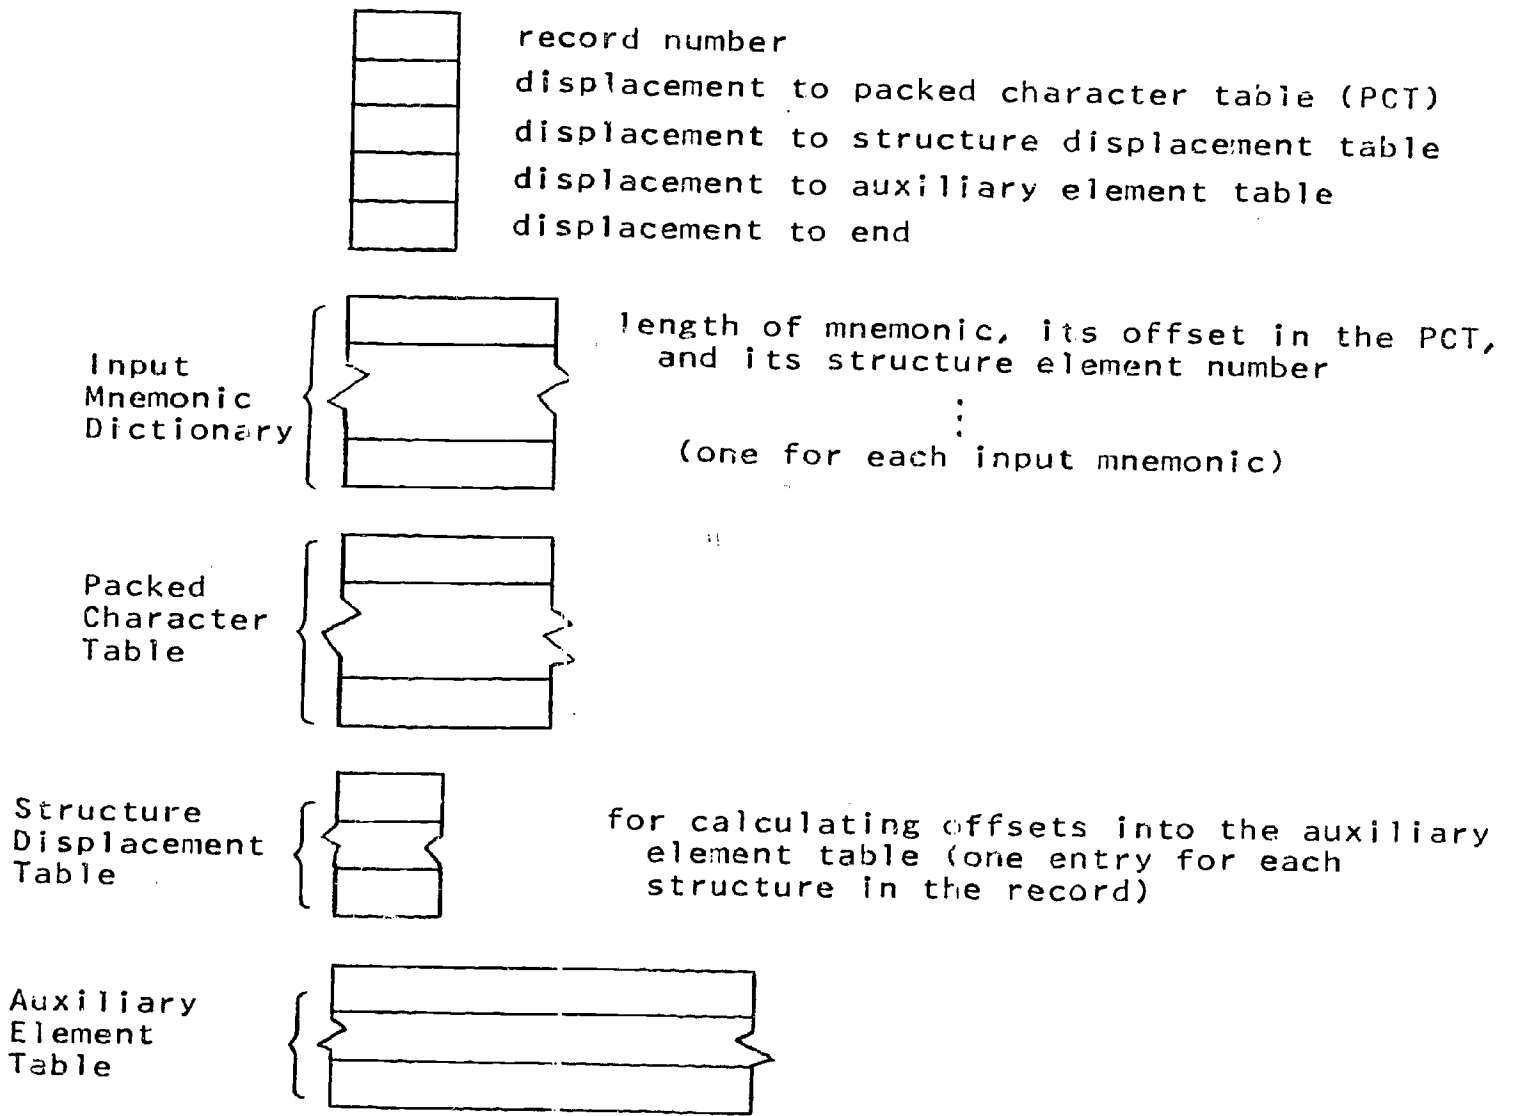 record number
displacement to packed character table (PCT)
displacement to structure displacement table
displacement to auxiliary element table
displacement to end
Input
Mnemonic
Dictionary
length of mnemonic, its offset in the PCT,
and its structure element number
(one for each input mnemonic)
Packed
Character
Table
Structure
Displacement
Table
for calculating offsets into the auxiliary
element table (one entry for each
structure in the record)
Auxiliary
Element
Table